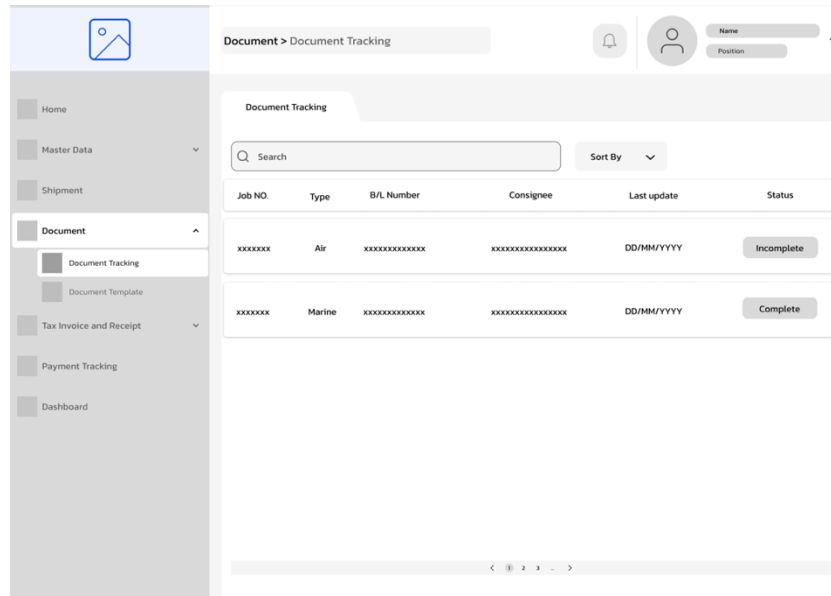 Document > Document Tracking
Name
Position
Home
Master Data
Shipment
Document
Document Tracking
Document Template
Tax Invoice and Receipt
Payment Tracking
Dashboard
Document Tracking
Search
Sort By
Job NO. Type B/L Number Consignee Last update Status
xxxxxxx Air xxxxxxxxxxxxx xxxxxxxxxxxxxxxx DD/MM/YYYY Incomplete
xxxxxxx Marine xxxxxxxxxxxxx xxxxxxxxxxxxxxxx DD/MM/YYYY Complete
< 1 2 3 ... >